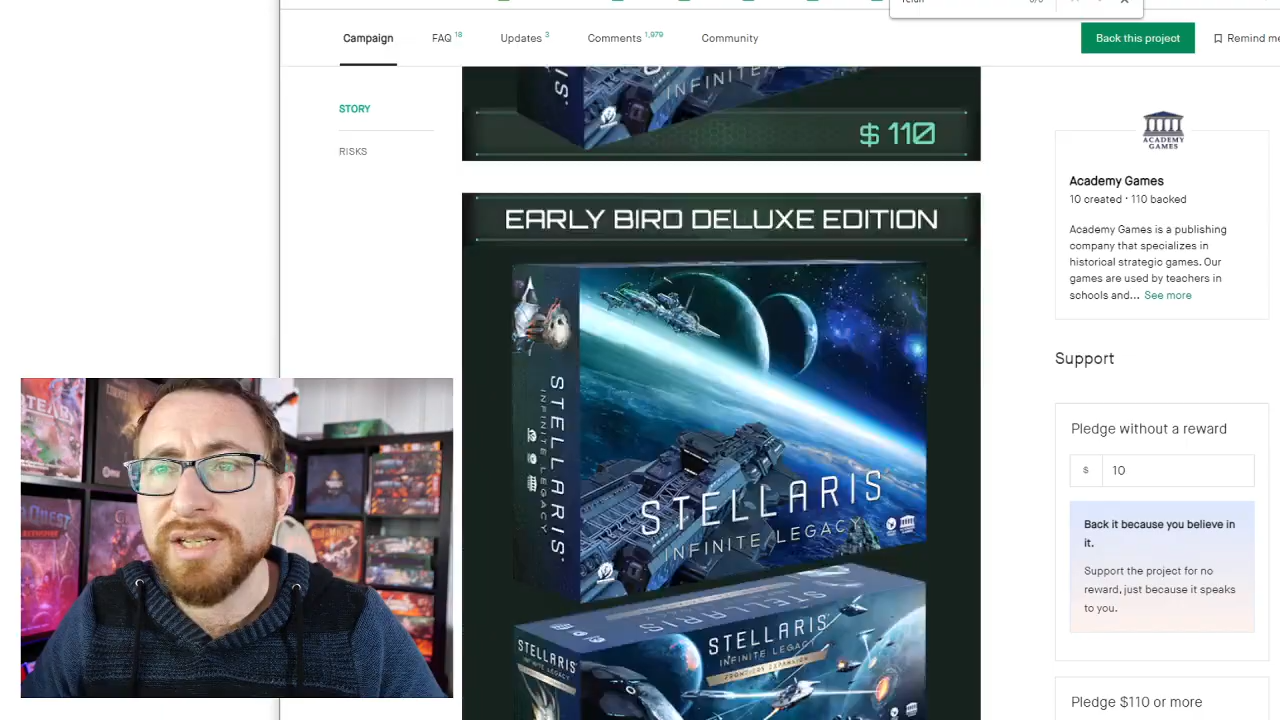 Campaign
FAQ 18
Updates 3
Comments 1,979
Community
Back this project
Remind me
STORY
RISKS
INFINITE
$ 110
EARLY BIRD DELUXE EDITION
STELLARIS
INFINITE LEGACY
STELLARIS
INFINITE LEGACY
STELLARIS
INFINITE LEGACY
FRONTIERS EXPANSION
STELLARIS
INFINITE LEGACY
STELLARIS
ACADEMY
GAMES
Academy Games
10 created · 110 backed
Academy Games is a publishing
company that specializes in
historical strategic games. Our
games are used by teachers in
schools and... See more
Support
Pledge without a reward
$ 10
Back it because you believe in
it.
Support the project for no
reward, just because it speaks
to you.
Pledge $110 or more